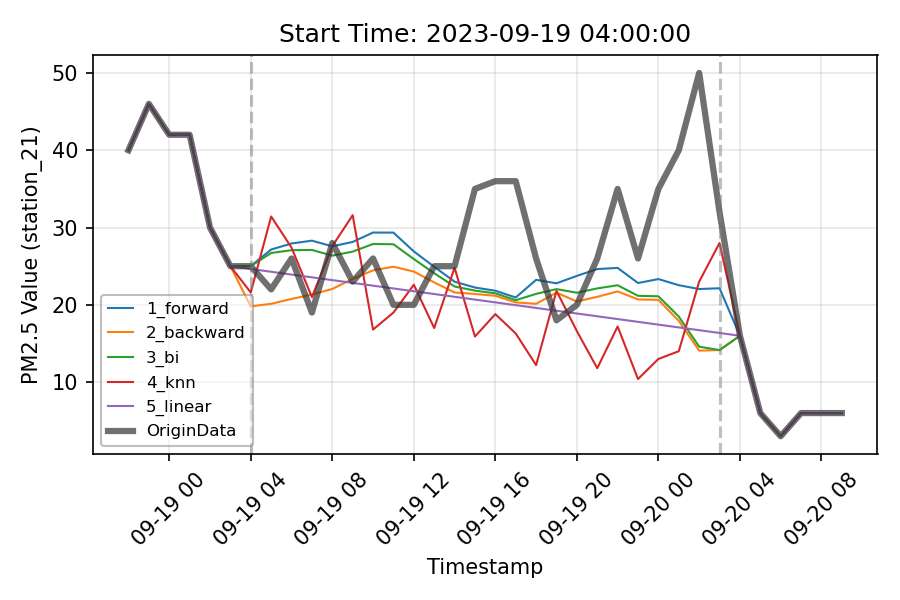 Start Time: 2023-09-19 04:00:00
PM2.5 Value (station_21)
50
40
30
20
10
1_forward
2_backward
3_bi
4_knn
5_linear
OriginData
09-19 00
09-19 04
09-19 08
09-19 12
09-19 16
09-19 20
09-20 00
09-20 04
09-20 08
Timestamp